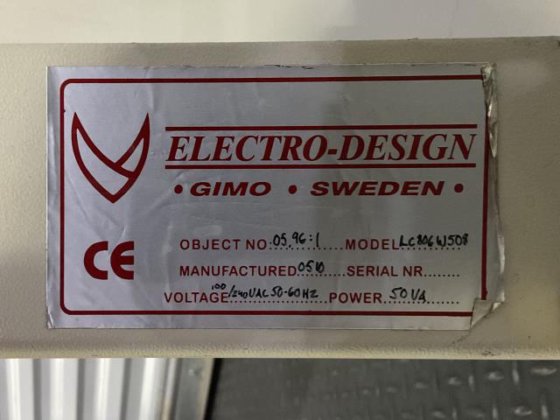 ELECTRO-DESIGN
• GIMO • SWEDEN •
OBJECT NO:05.96:1....MODEL:LC806W508
CE
MANUFACTURED:0510....SERIAL NR........
VOLTAGE:100/240VAC 50-60HZ..POWER.50VA......